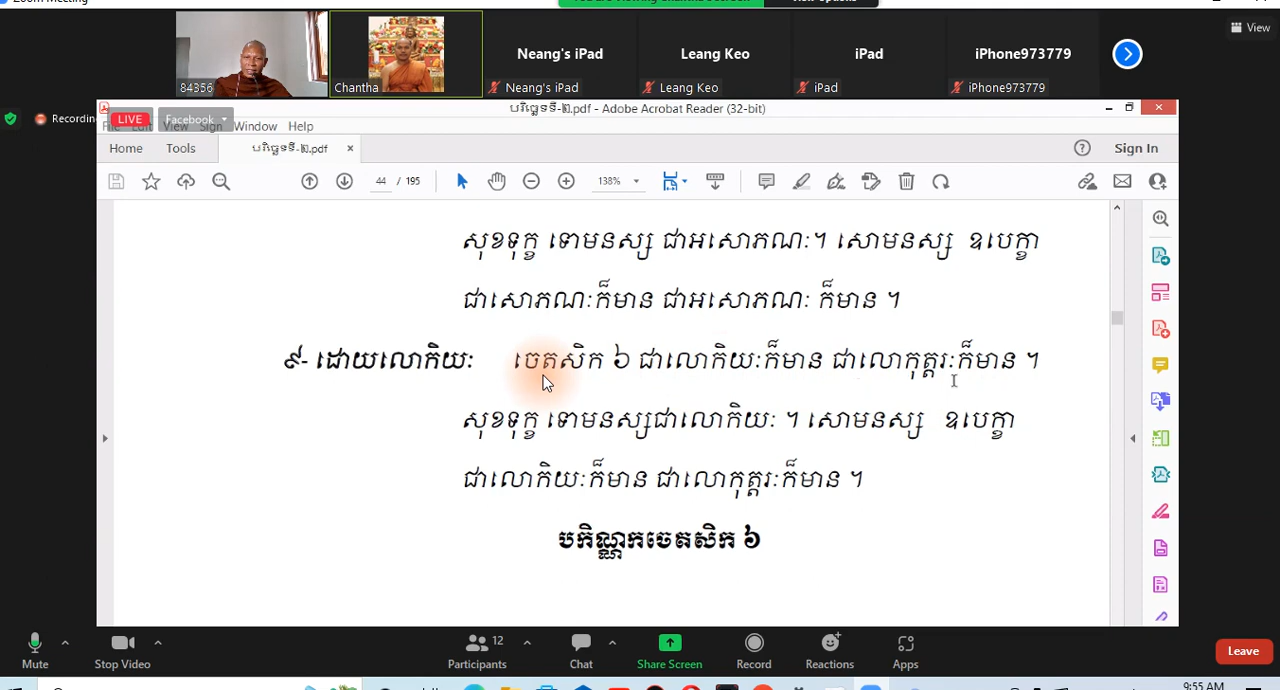 Zoom Meeting
View
84356
Chantha
Neang's iPad
Neang's iPad
Leang Keo
Leang Keo
iPad
iPad
iPhone973779
iPhone973779
Recording
LIVE
Facebook
បរិច្ឆេទទី-២.pdf - Adobe Acrobat Reader (32-bit)
File Edit View Sign Window Help
Home Tools បរិច្ឆេទទី-២.pdf Sign In
44 / 195 138%
សុខទុក្ខ ទោមនស្ស ជាអសោភណៈ។ សោមនស្ស ឧបេក្ខា
ជាសោភណៈក៏មាន ជាអសោភណៈ ក៏មាន ។
៩- ដោយលោកិយៈ ចេតសិក ៦ ជាលោកិយៈក៏មាន ជាលោកុត្តរៈក៏មាន ។
សុខទុក្ខ ទោមនស្សជាលោកិយៈ ។ សោមនស្ស ឧបេក្ខា
ជាលោកិយៈក៏មាន ជាលោកុត្តរៈក៏មាន ។
បកិណ្ណកចេតសិក ៦
Mute
Stop Video
12
Participants
Chat
Share Screen
Record
Reactions
Apps
Leave
9:55 AM